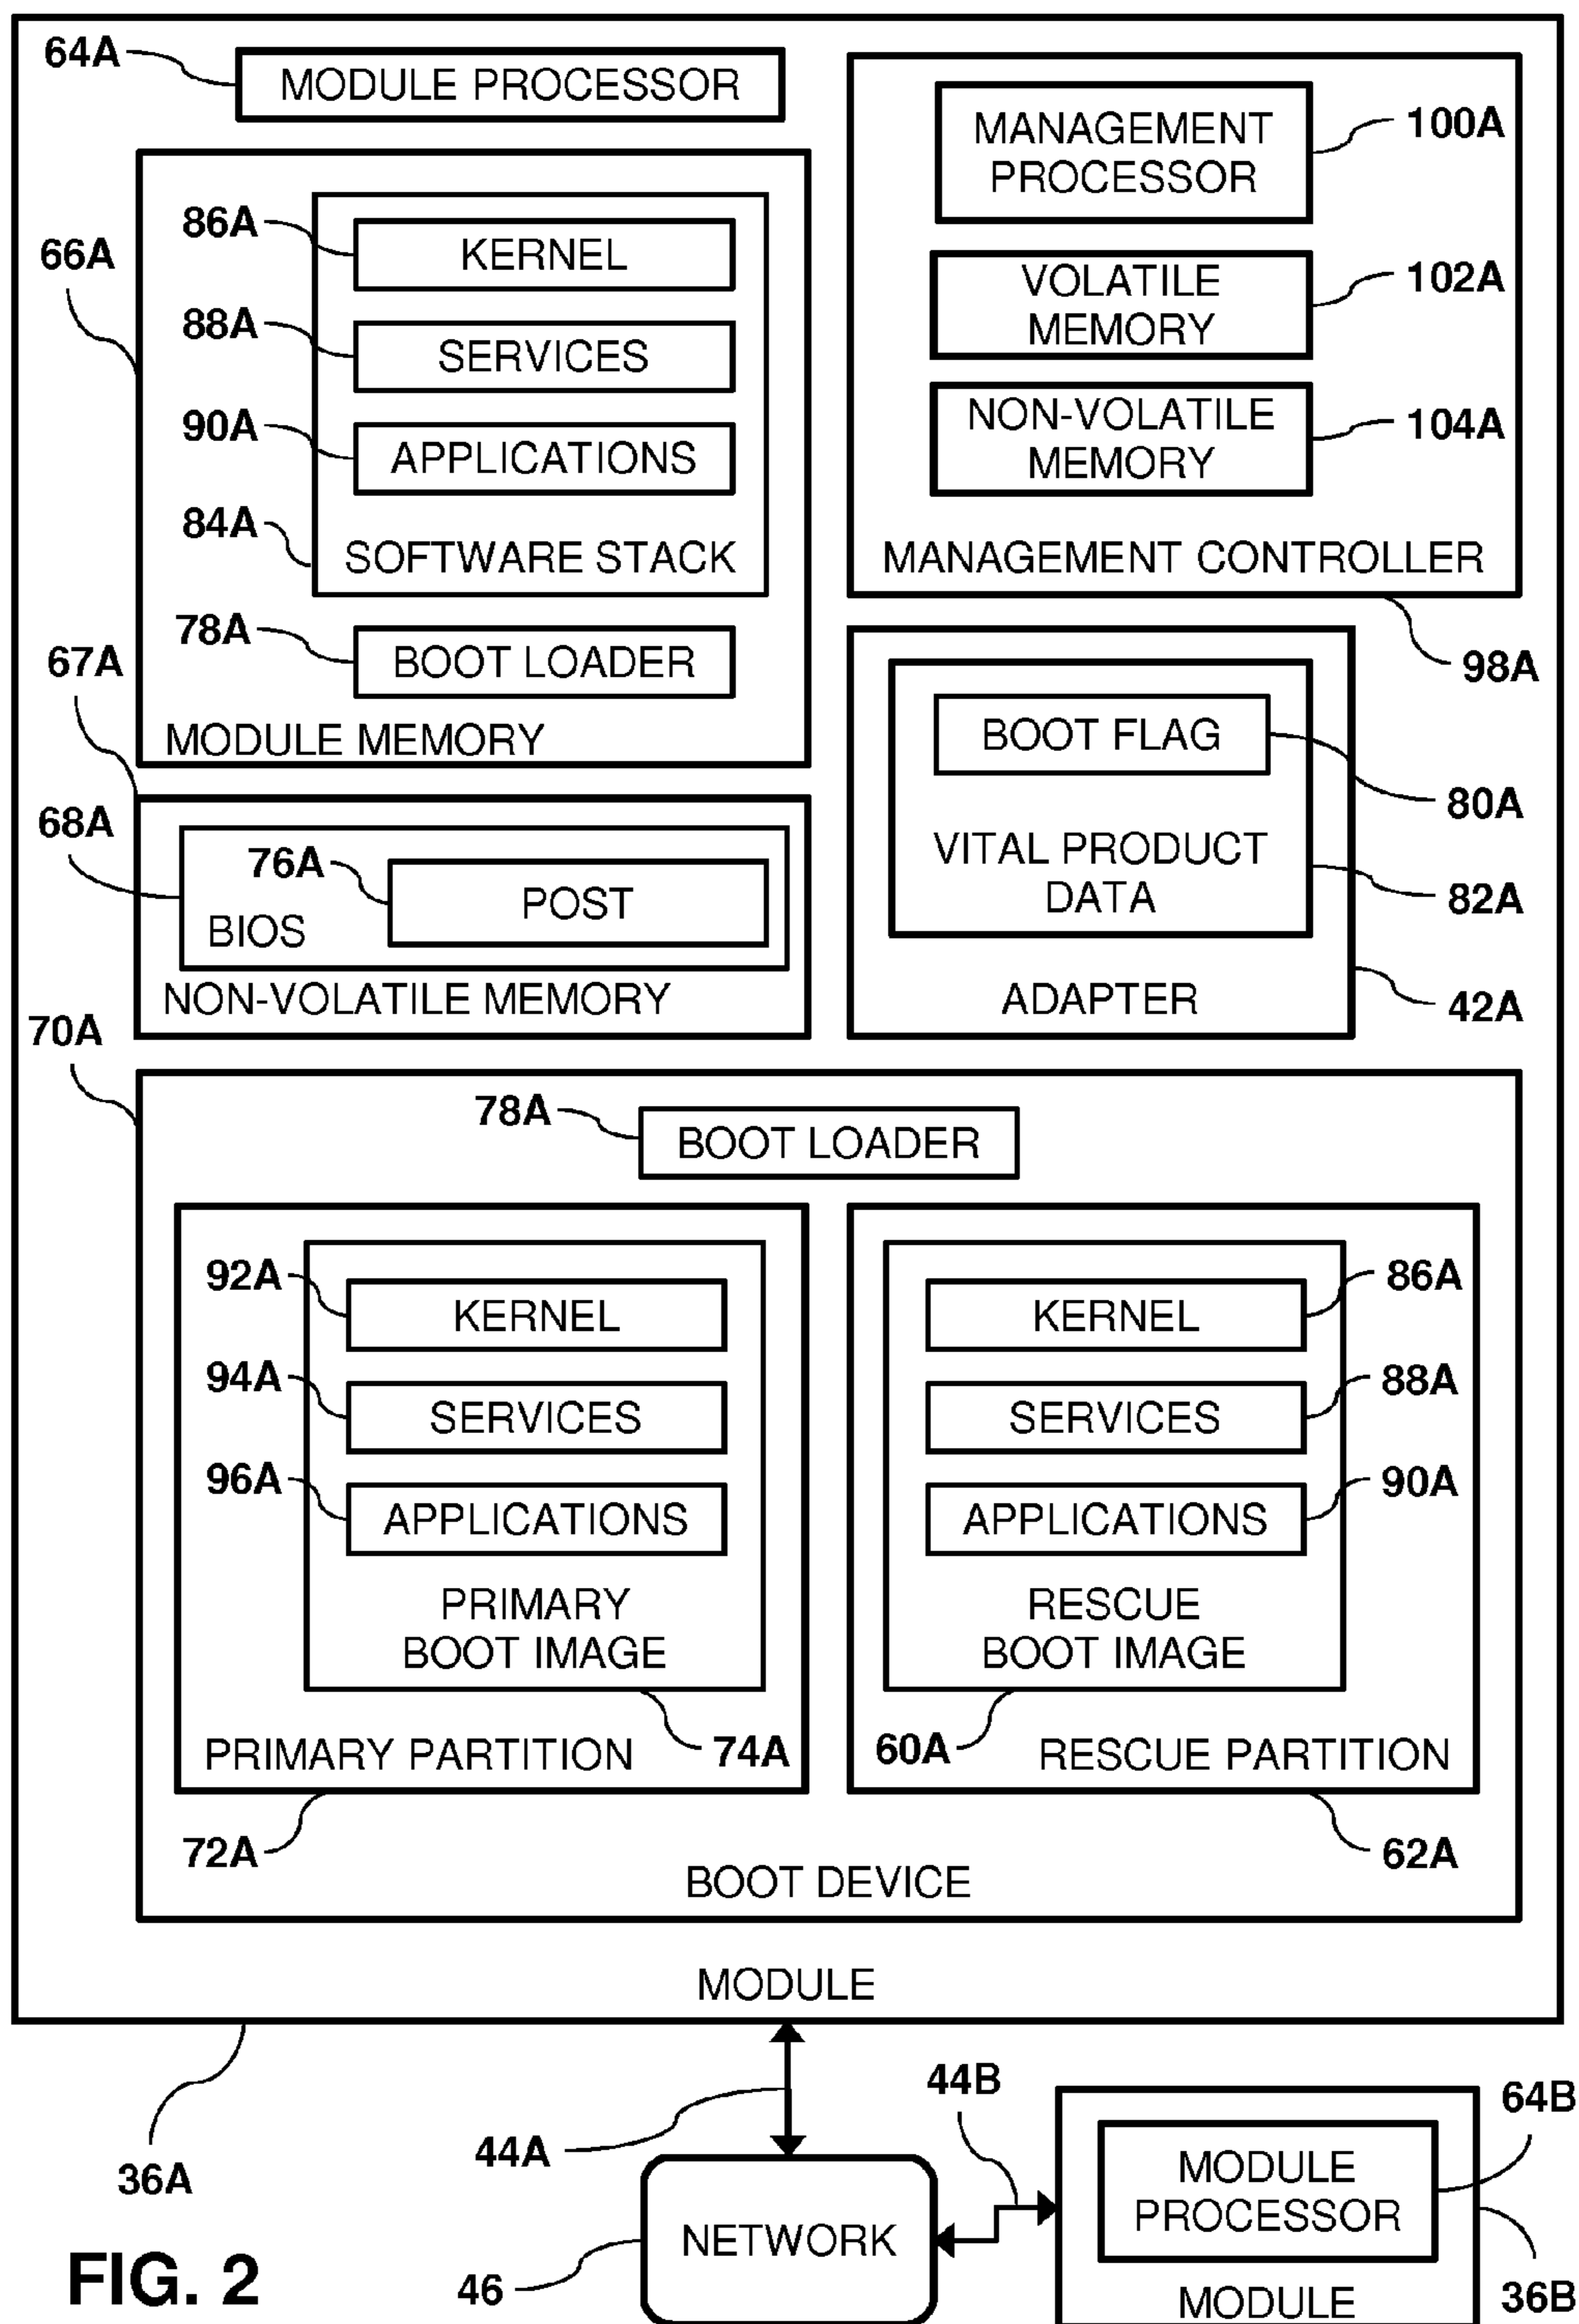 64A
MODULE PROCESSOR
66A
86A
KERNEL
88A
SERVICES
90A
APPLICATIONS
84A
SOFTWARE STACK
78A
BOOT LOADER
MODULE MEMORY
MANAGEMENT
PROCESSOR
100A
VOLATILE
MEMORY
102A
NON-VOLATILE
MEMORY
104A
MANAGEMENT CONTROLLER
98A
67A
68A
76A
POST
BIOS
NON-VOLATILE MEMORY
BOOT FLAG
80A
VITAL PRODUCT
DATA
82A
ADAPTER
42A
70A
78A
BOOT LOADER
92A
KERNEL
94A
SERVICES
96A
APPLICATIONS
PRIMARY
BOOT IMAGE
PRIMARY PARTITION
74A
72A
KERNEL
86A
SERVICES
88A
APPLICATIONS
90A
RESCUE
BOOT IMAGE
60A
RESCUE PARTITION
62A
BOOT DEVICE
MODULE
36A
44A
44B
NETWORK
46
64B
MODULE
PROCESSOR
MODULE
36B
FIG. 2